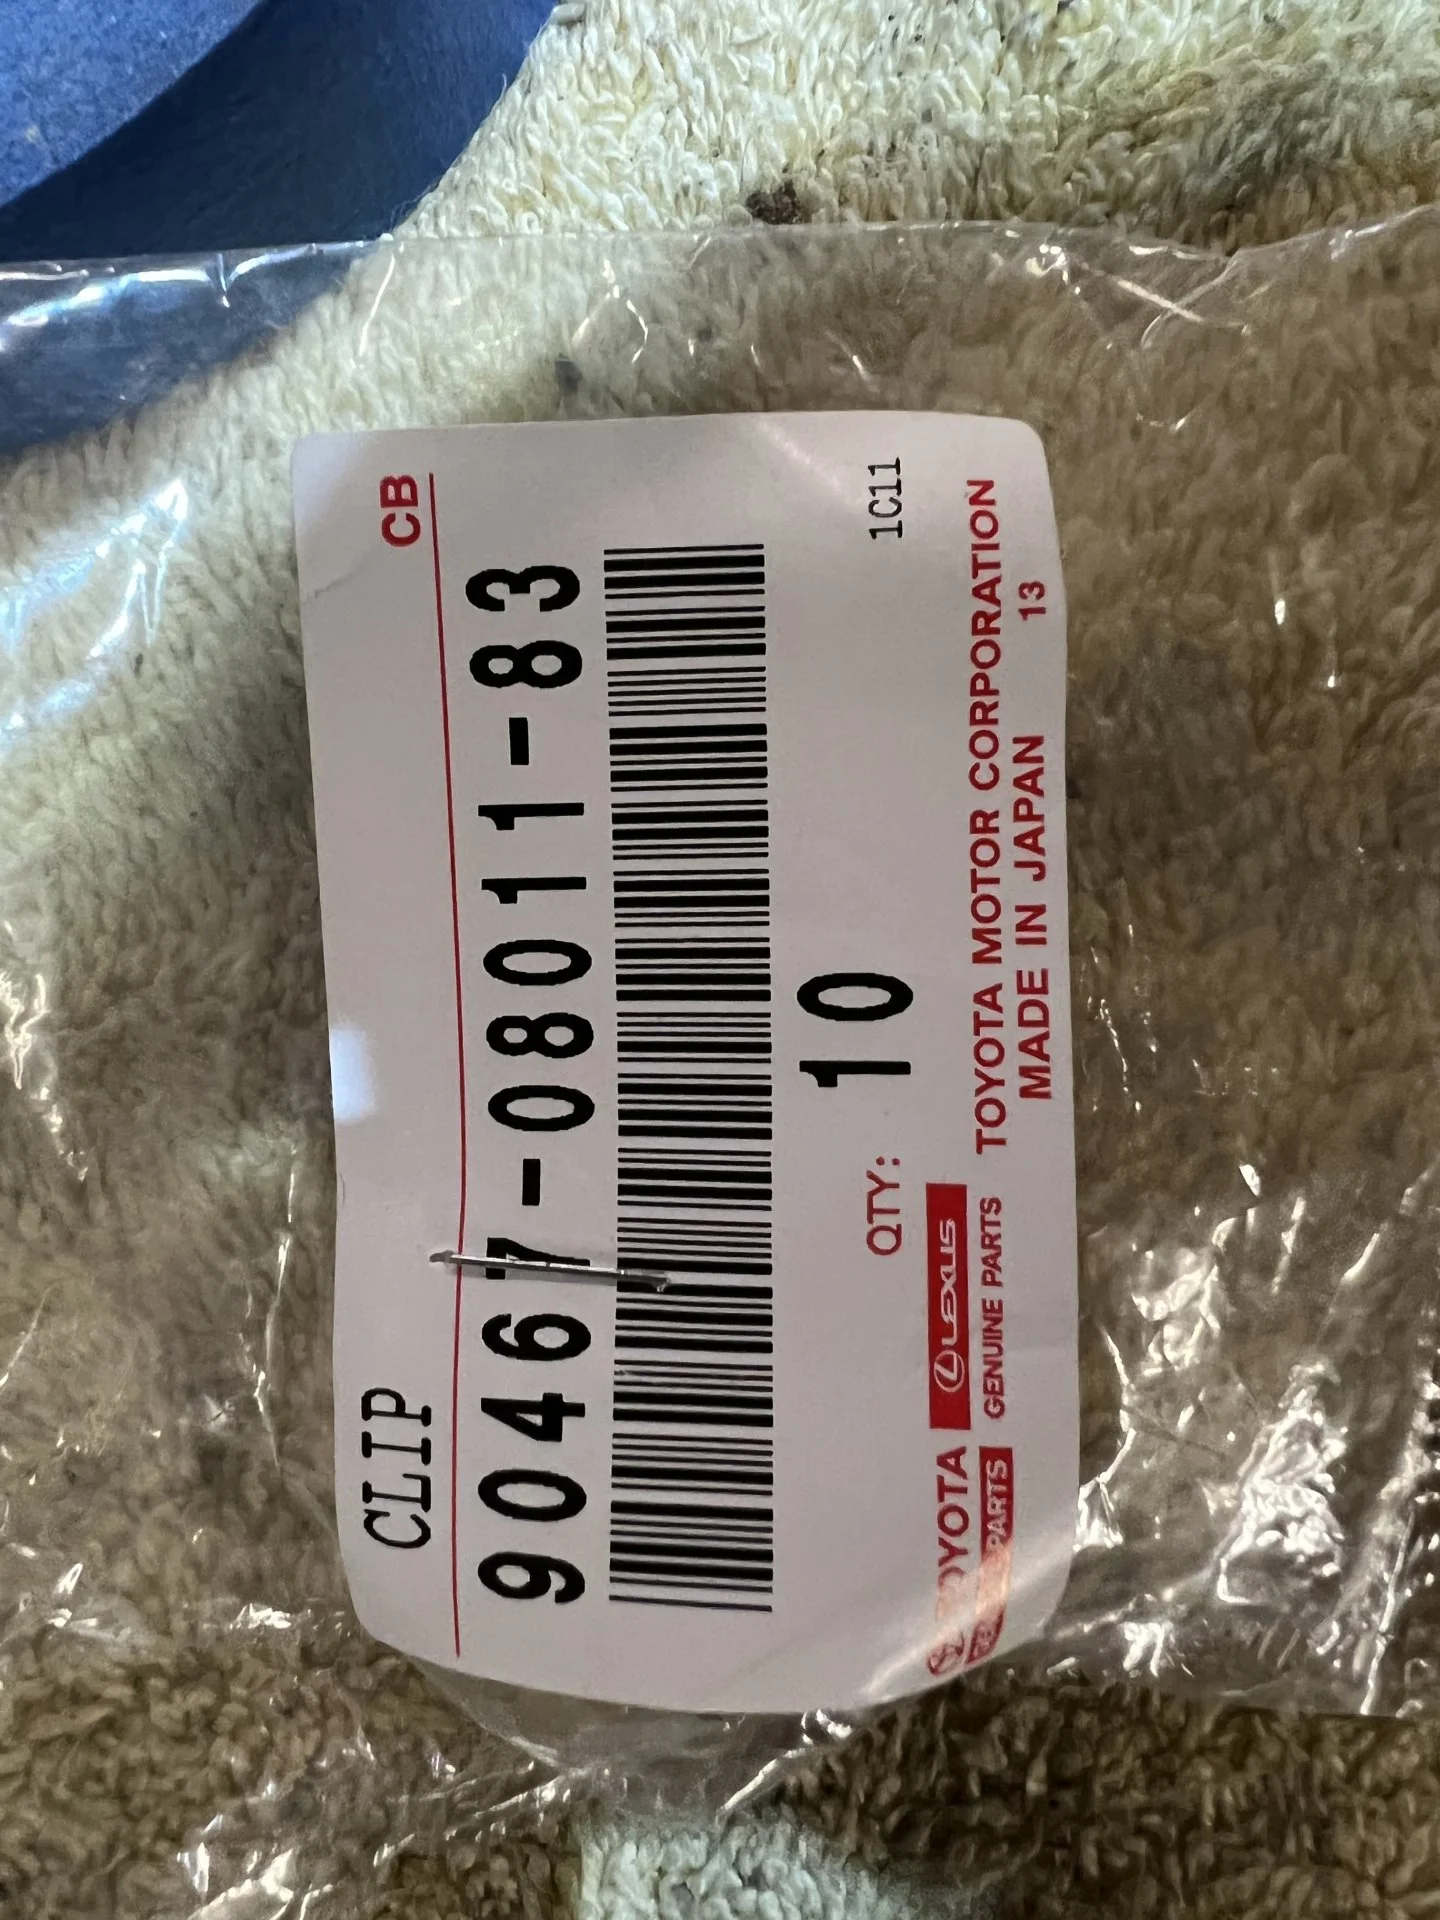 CB
CLIP
90467-08011-83
QTY: 10
1C11
TOYOTA LEXUS TOYOTA MOTOR CORPORATION
PARTS GENUINE PARTS MADE IN JAPAN 13